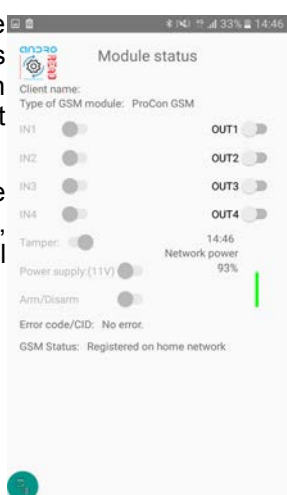 33% 14:46
ANDRO
Module status
Client name:
Type of GSM module: ProCon GSM
IN1 OUT1
IN2 OUT2
IN3 OUT3
IN4 OUT4
Tamper: 14:46
Network power
Power supply:(11V) 93%
Arm/Disarm
Error code/CID: No error.
GSM Status: Registered on home network